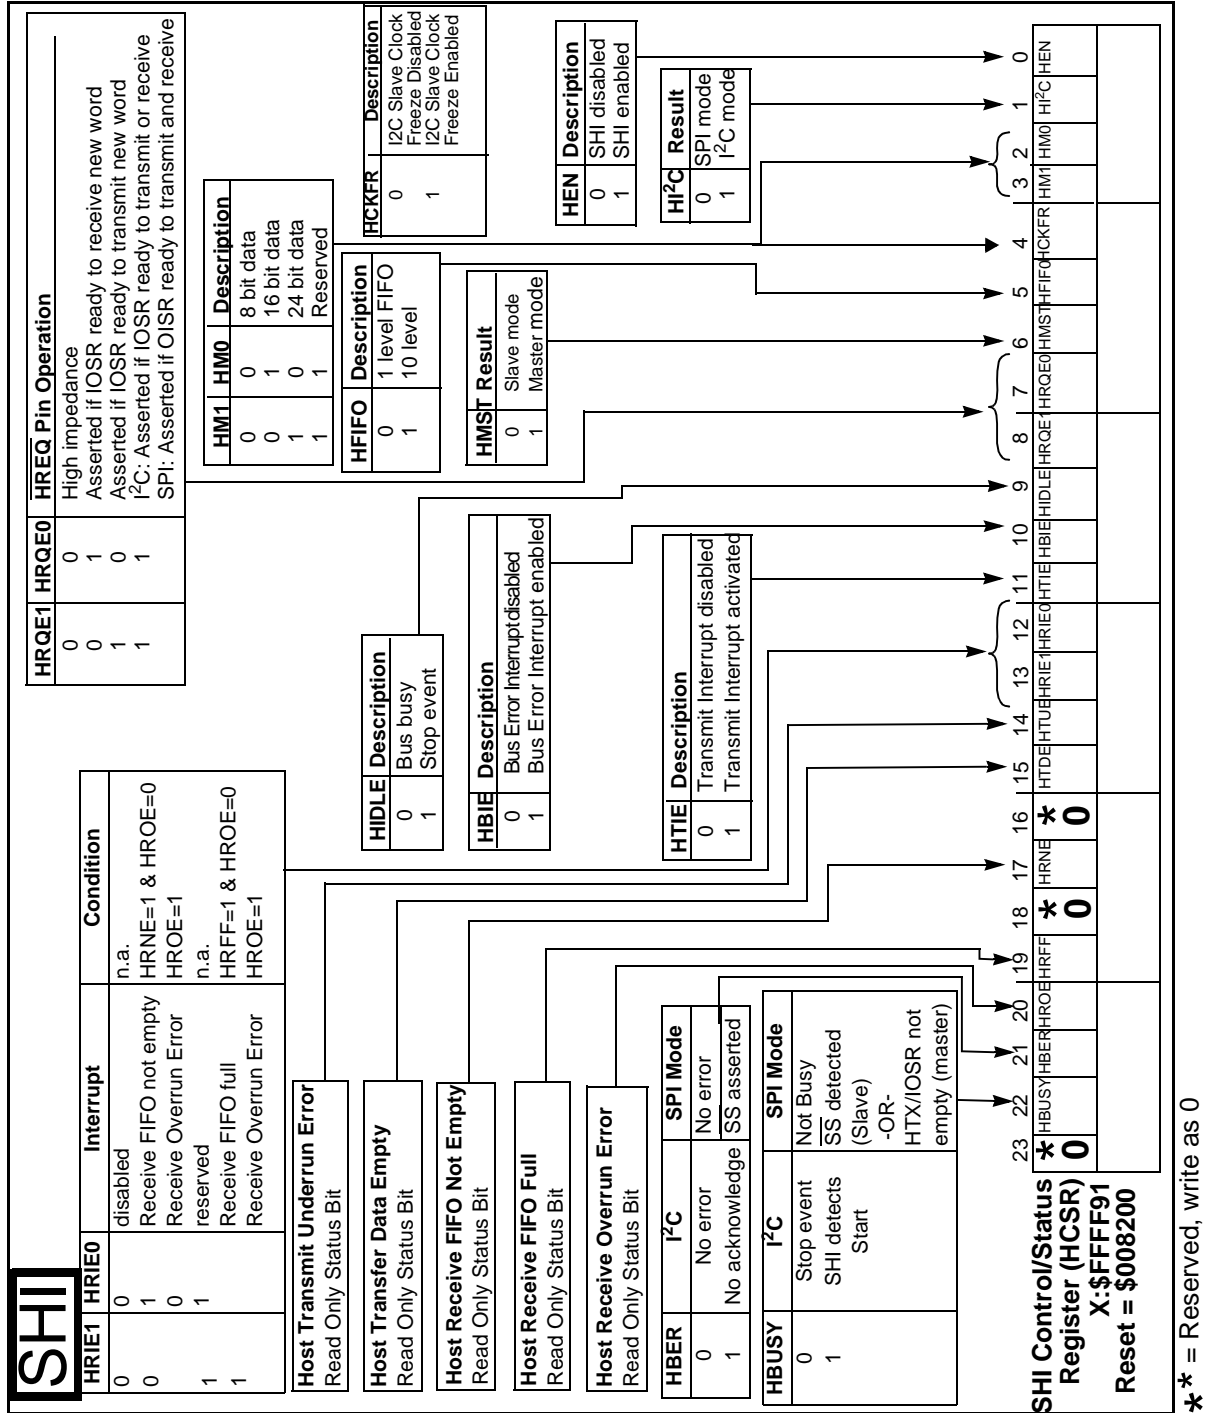 SHI
HRIE1 HRIE0 Interrupt Condition
0 0 disabled n.a.
0 1 Receive FIFO not empty HRNE=1 & HROE=0
0 Receive Overrun Error HROE=1
1 1 reserved n.a.
1 Receive FIFO full HRFF=1 & HROE=0
Receive Overrun Error HROE=1
HRQE1 HRQE0 HREQ Pin Operation
0 0 High impedance
0 1 Asserted if IOSR ready to receive new word
1 0 Asserted if IOSR ready to transmit new word
1 1 I2C: Asserted if IOSR ready to transmit or receive
SPI: Asserted if OISR ready to transmit and receive
HM1 HM0 Description
0 0 8 bit data
0 1 16 bit data
1 0 24 bit data
1 1 Reserved
HCKFR Description
0 I2C Slave Clock
Freeze Disabled
1 I2C Slave Clock
Freeze Enabled
Host Transmit Underrun Error
Read Only Status Bit
Host Transfer Data Empty
Read Only Status Bit
HIDLE Description
0 Bus busy
1 Stop event
HFIFO Description
0 1 level FIFO
1 10 level
Host Receive FIFO Not Empty
Read Only Status Bit
HBIE Description
0 Bus Error Interrupt disabled
1 Bus Error Interrupt enabled
HMST Result
0 Slave mode
1 Master mode
Host Receive FIFO Full
Read Only Status Bit
HEN Description
0 SHI disabled
1 SHI enabled
Host Receive Overrun Error
Read Only Status Bit
HBER I2C SPI Mode
0 No error No error
1 No acknowledge SS asserted
HTIE Description
0 Transmit Interrupt disabled
1 Transmit Interrupt activated
HI2C Result
0 SPI mode
1 I2C mode
HBUSY I2C SPI Mode
0 Stop event Not Busy
1 SHI detects SS detected
Start (Slave)
-OR-
HTX/IOSR not
empty (master)
23 22 21 20 19 18 17 16 15 14 13 12 11 10 9 8 7 6 5 4 3 2 1 0
* HBUSY HBER HROE HRFF * HRNE * HTDE HTUE HRIE1 HRIE0 HTIE HBIE HIDLE HRQE1 HRQE0 HMST HFIF0 HCKFR HM1 HM0 HI2C HEN
0 0 0
SHI Control/Status
Register (HCSR)
X:$FFFF91
Reset = $008200
** = Reserved, write as 0